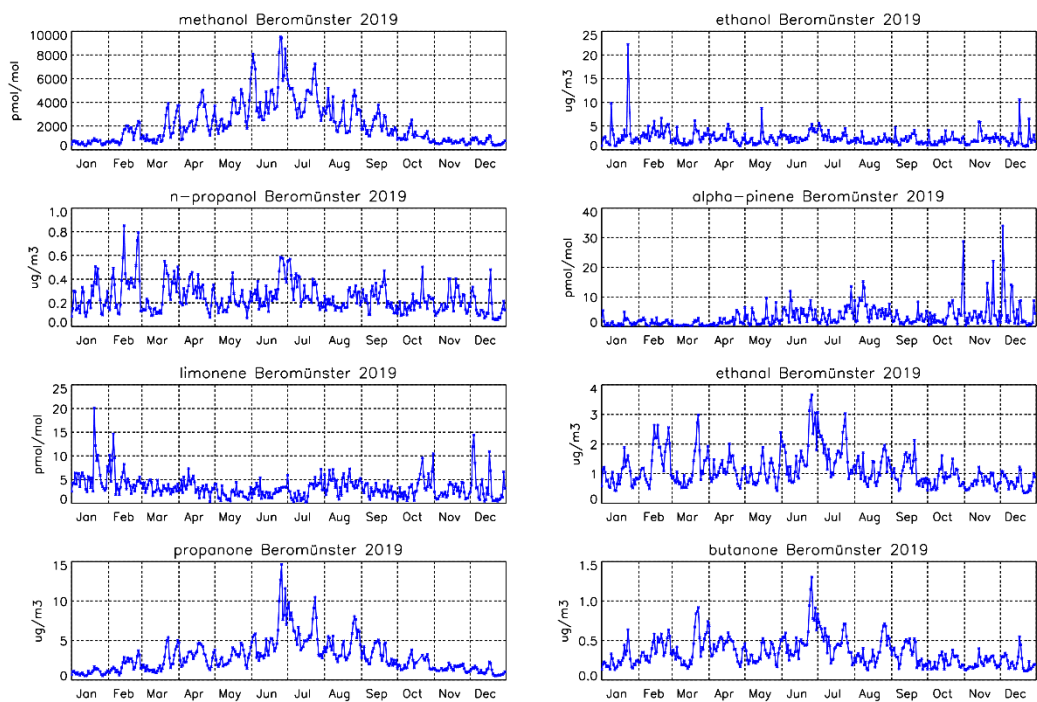 methanol Beromünster 2019
pmol/mol
10000
8000
6000
4000
2000
0
Jan Feb Mar Apr May Jun Jul Aug Sep Oct Nov Dec
ethanol Beromünster 2019
ug/m3
25
20
15
10
5
0
Jan Feb Mar Apr May Jun Jul Aug Sep Oct Nov Dec
n-propanol Beromünster 2019
ug/m3
1.0
0.8
0.6
0.4
0.2
0.0
Jan Feb Mar Apr May Jun Jul Aug Sep Oct Nov Dec
alpha-pinene Beromünster 2019
pmol/mol
40
30
20
10
0
Jan Feb Mar Apr May Jun Jul Aug Sep Oct Nov Dec
limonene Beromünster 2019
pmol/mol
25
20
15
10
5
0
Jan Feb Mar Apr May Jun Jul Aug Sep Oct Nov Dec
ethanal Beromünster 2019
ug/m3
4
3
2
1
0
Jan Feb Mar Apr May Jun Jul Aug Sep Oct Nov Dec
propanone Beromünster 2019
ug/m3
15
10
5
0
Jan Feb Mar Apr May Jun Jul Aug Sep Oct Nov Dec
butanone Beromünster 2019
ug/m3
1.5
1.0
0.5
0.0
Jan Feb Mar Apr May Jun Jul Aug Sep Oct Nov Dec